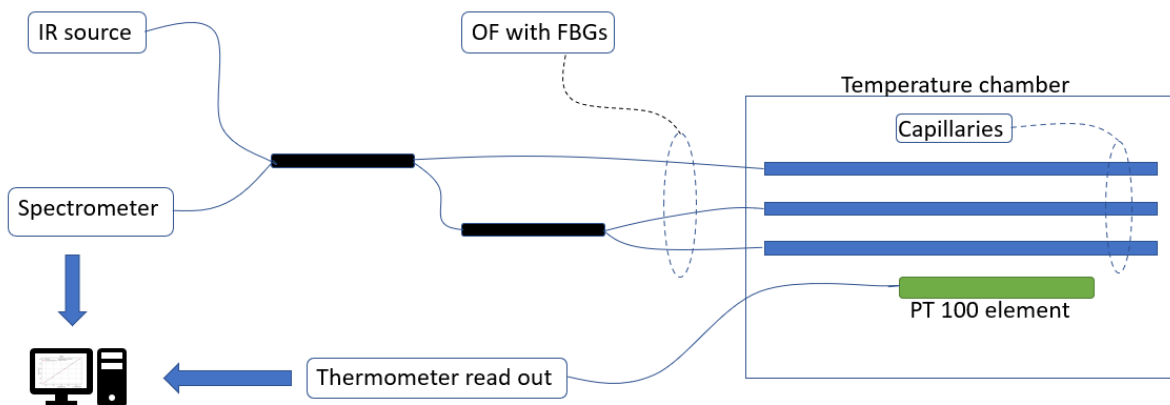 IR source
OF with FBGs
Temperature chamber
Capillaries
Spectrometer
PT 100 element
Thermometer read out